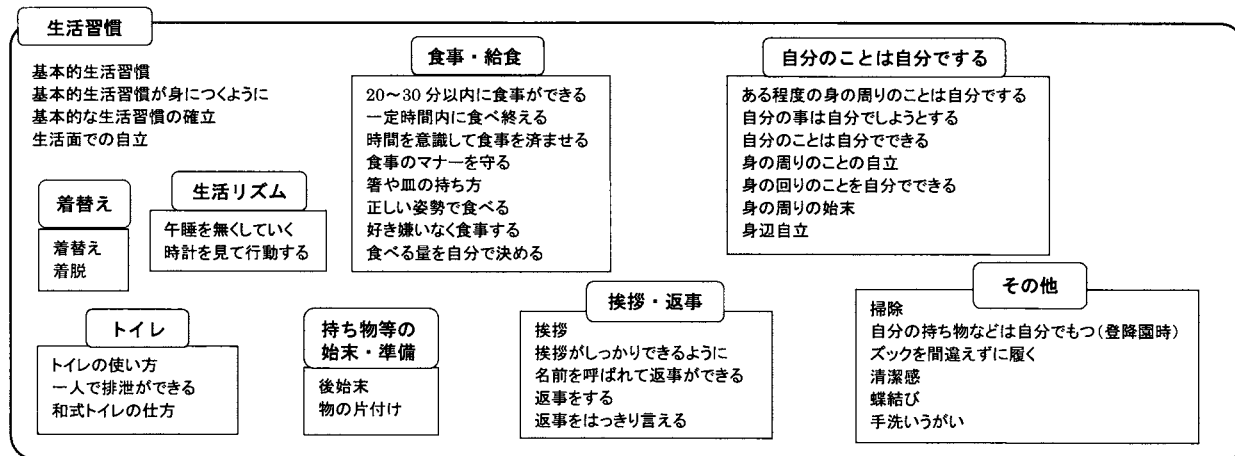 生活習慣
基本的生活習慣
基本的生活習慣が身につくように
基本的な生活習慣の確立
生活面での自立
食事・給食
20～30分以内に食事ができる
一定時間内に食べ終える
時間を意識して食事を済ませる
食事のマナーを守る
箸や皿の持ち方
正しい姿勢で食べる
好き嫌いなく食事する
食べる量を自分で決める
自分のことは自分でする
ある程度の身の周りのことは自分でする
自分の事は自分でしようとする
自分のことは自分でできる
身の周りのことの自立
身の回りのことを自分でできる
身の周りの始末
身辺自立
着替え
着替え
着脱
生活リズム
午睡を無くしていく
時計を見て行動する
トイレ
トイレの使い方
一人で排泄ができる
和式トイレの仕方
持ち物等の
始末・準備
後始末
物の片付け
挨拶・返事
挨拶
挨拶がしっかりできるように
名前を呼ばれて返事ができる
返事をする
返事をはっきり言える
その他
掃除
自分の持ち物などは自分でもつ（登降園時）
ズックを間違えずに履く
清潔感
蝶結び
手洗いうがい